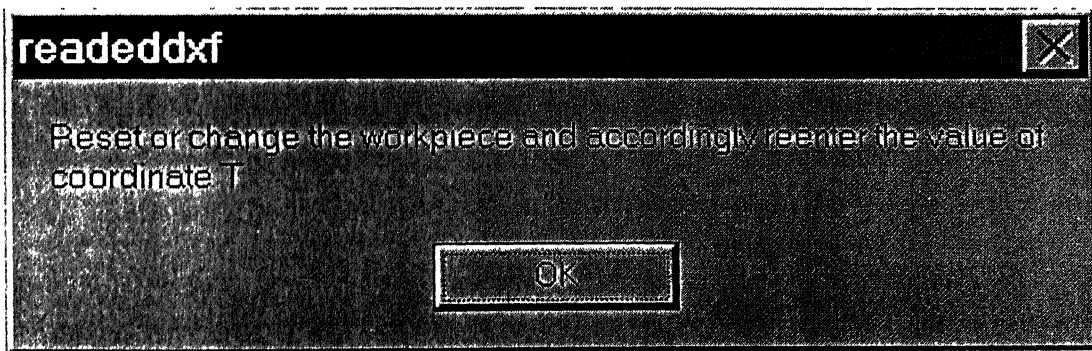 readeddxf
Reset or change the workpiece and accordingly reenter the value of
coordinate T
OK